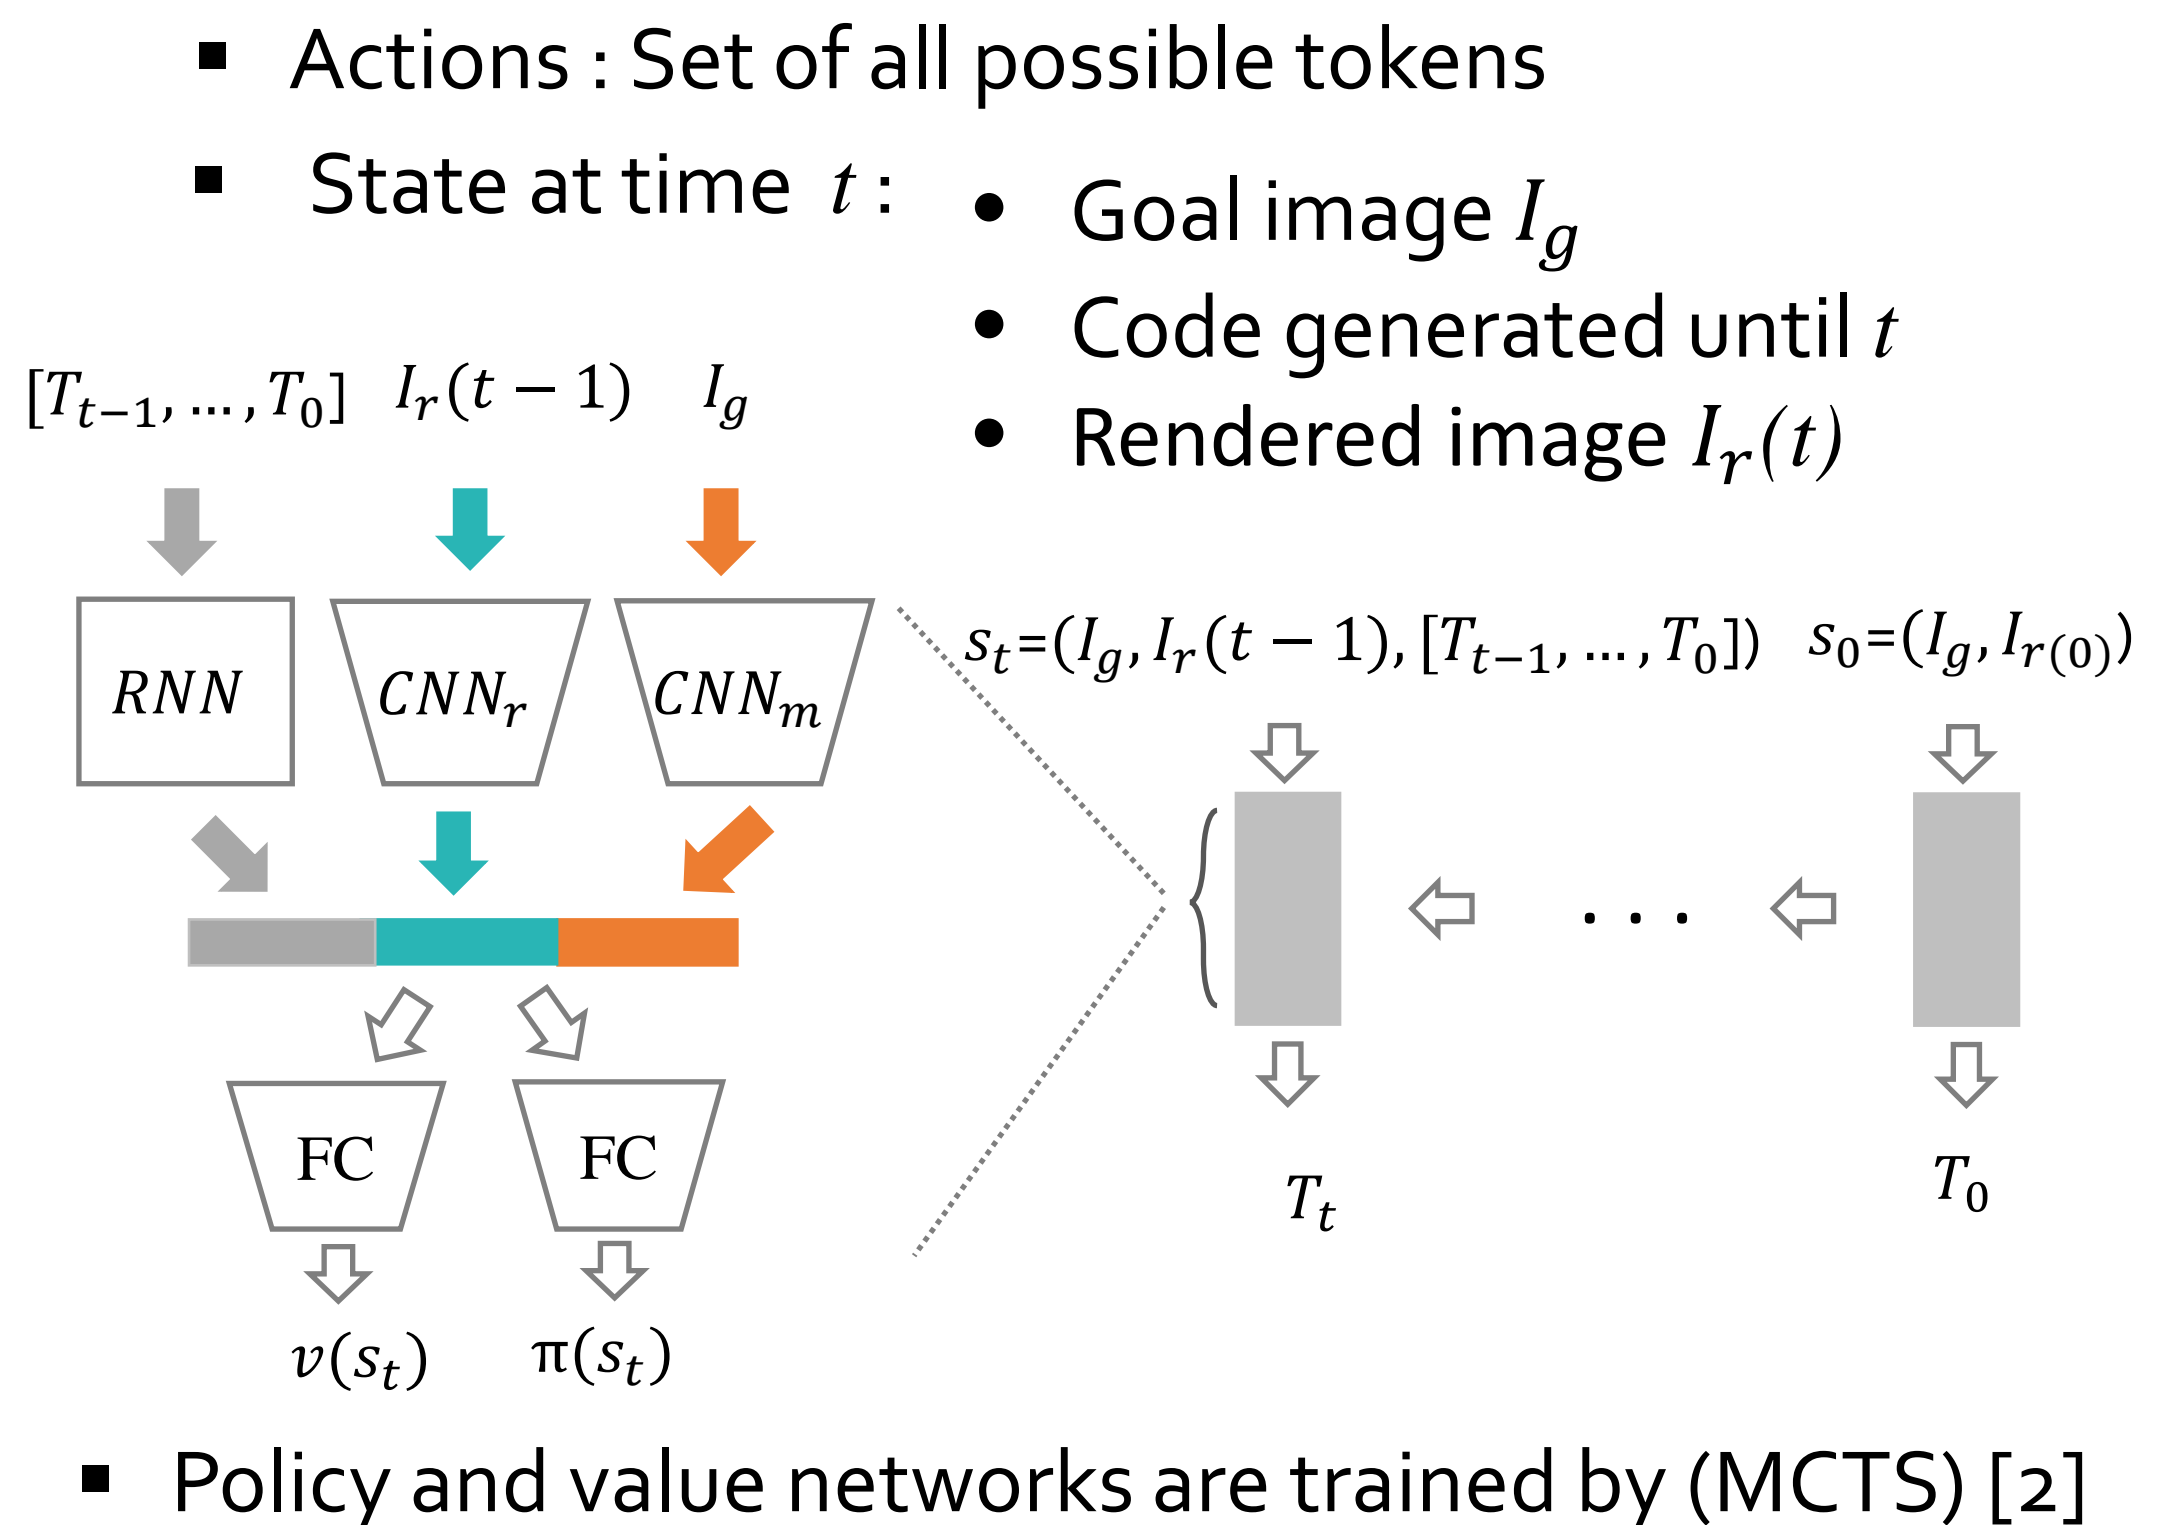 ▪ Actions : Set of all possible tokens
▪ State at time t :
• Goal image I_g
• Code generated until t
• Rendered image I_r(t)
[T_{t−1}, … , T_0] I_r(t − 1) I_g
RNN CNN_r CNN_m
FC FC
v(s_t) π(s_t)
s_t=(I_g, I_r(t − 1), [T_{t−1}, … , T_0]) s_0=(I_g, I_{r(0)})
. . .
T_t T_0
▪ Policy and value networks are trained by (MCTS) [2]